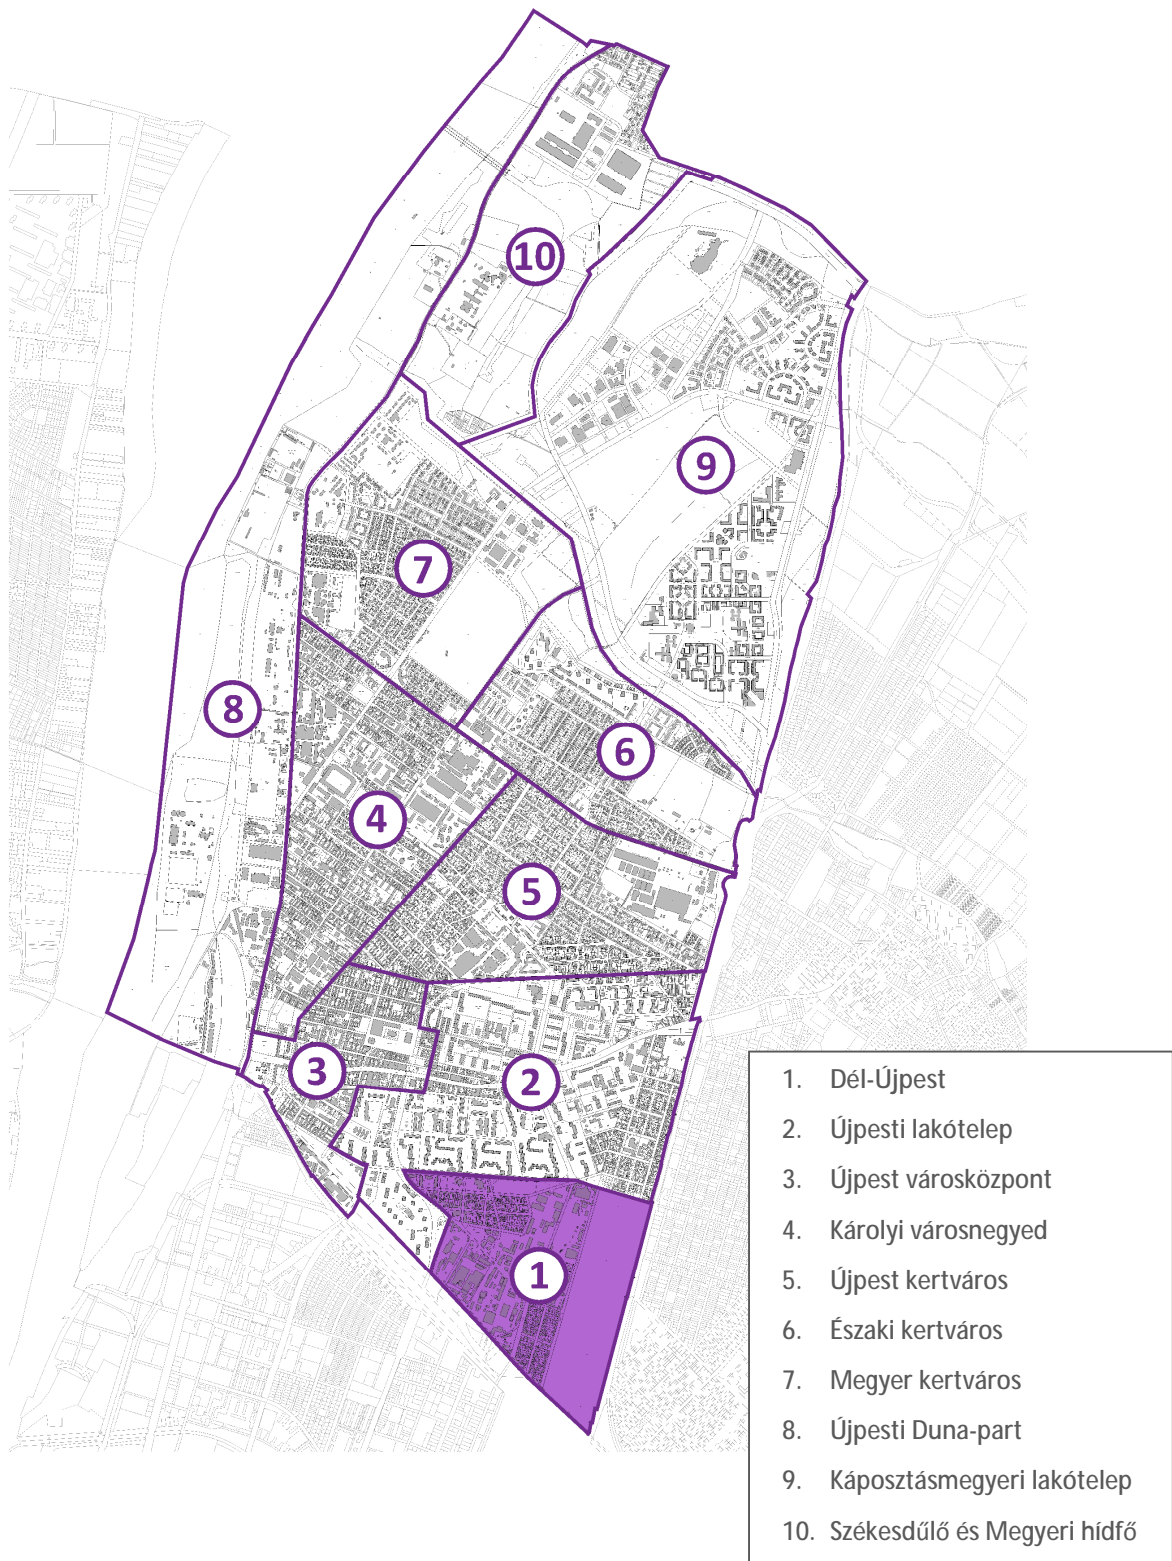 10
9
7
8
6
4
5
3
2
1
1. Dél-Újpest
2. Újpesti lakótelep
3. Újpest városközpont
4. Károlyi városnegyed
5. Újpest kertváros
6. Északi kertváros
7. Megyer kertváros
8. Újpesti Duna-part
9. Káposztásmegyeri lakótelep
10. Székesdűlő és Megyeri hídfő